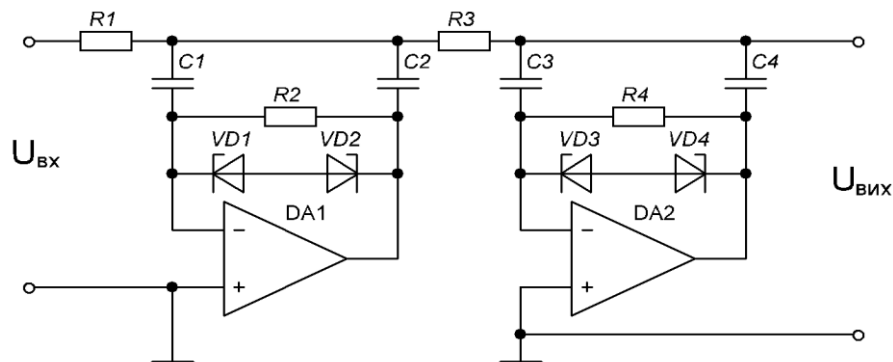 R1
R3
C1
C2
C3
C4
R2
R4
VD1
VD2
VD3
VD4
Uвх
Uвих
DA1
DA2
−
−
+
+